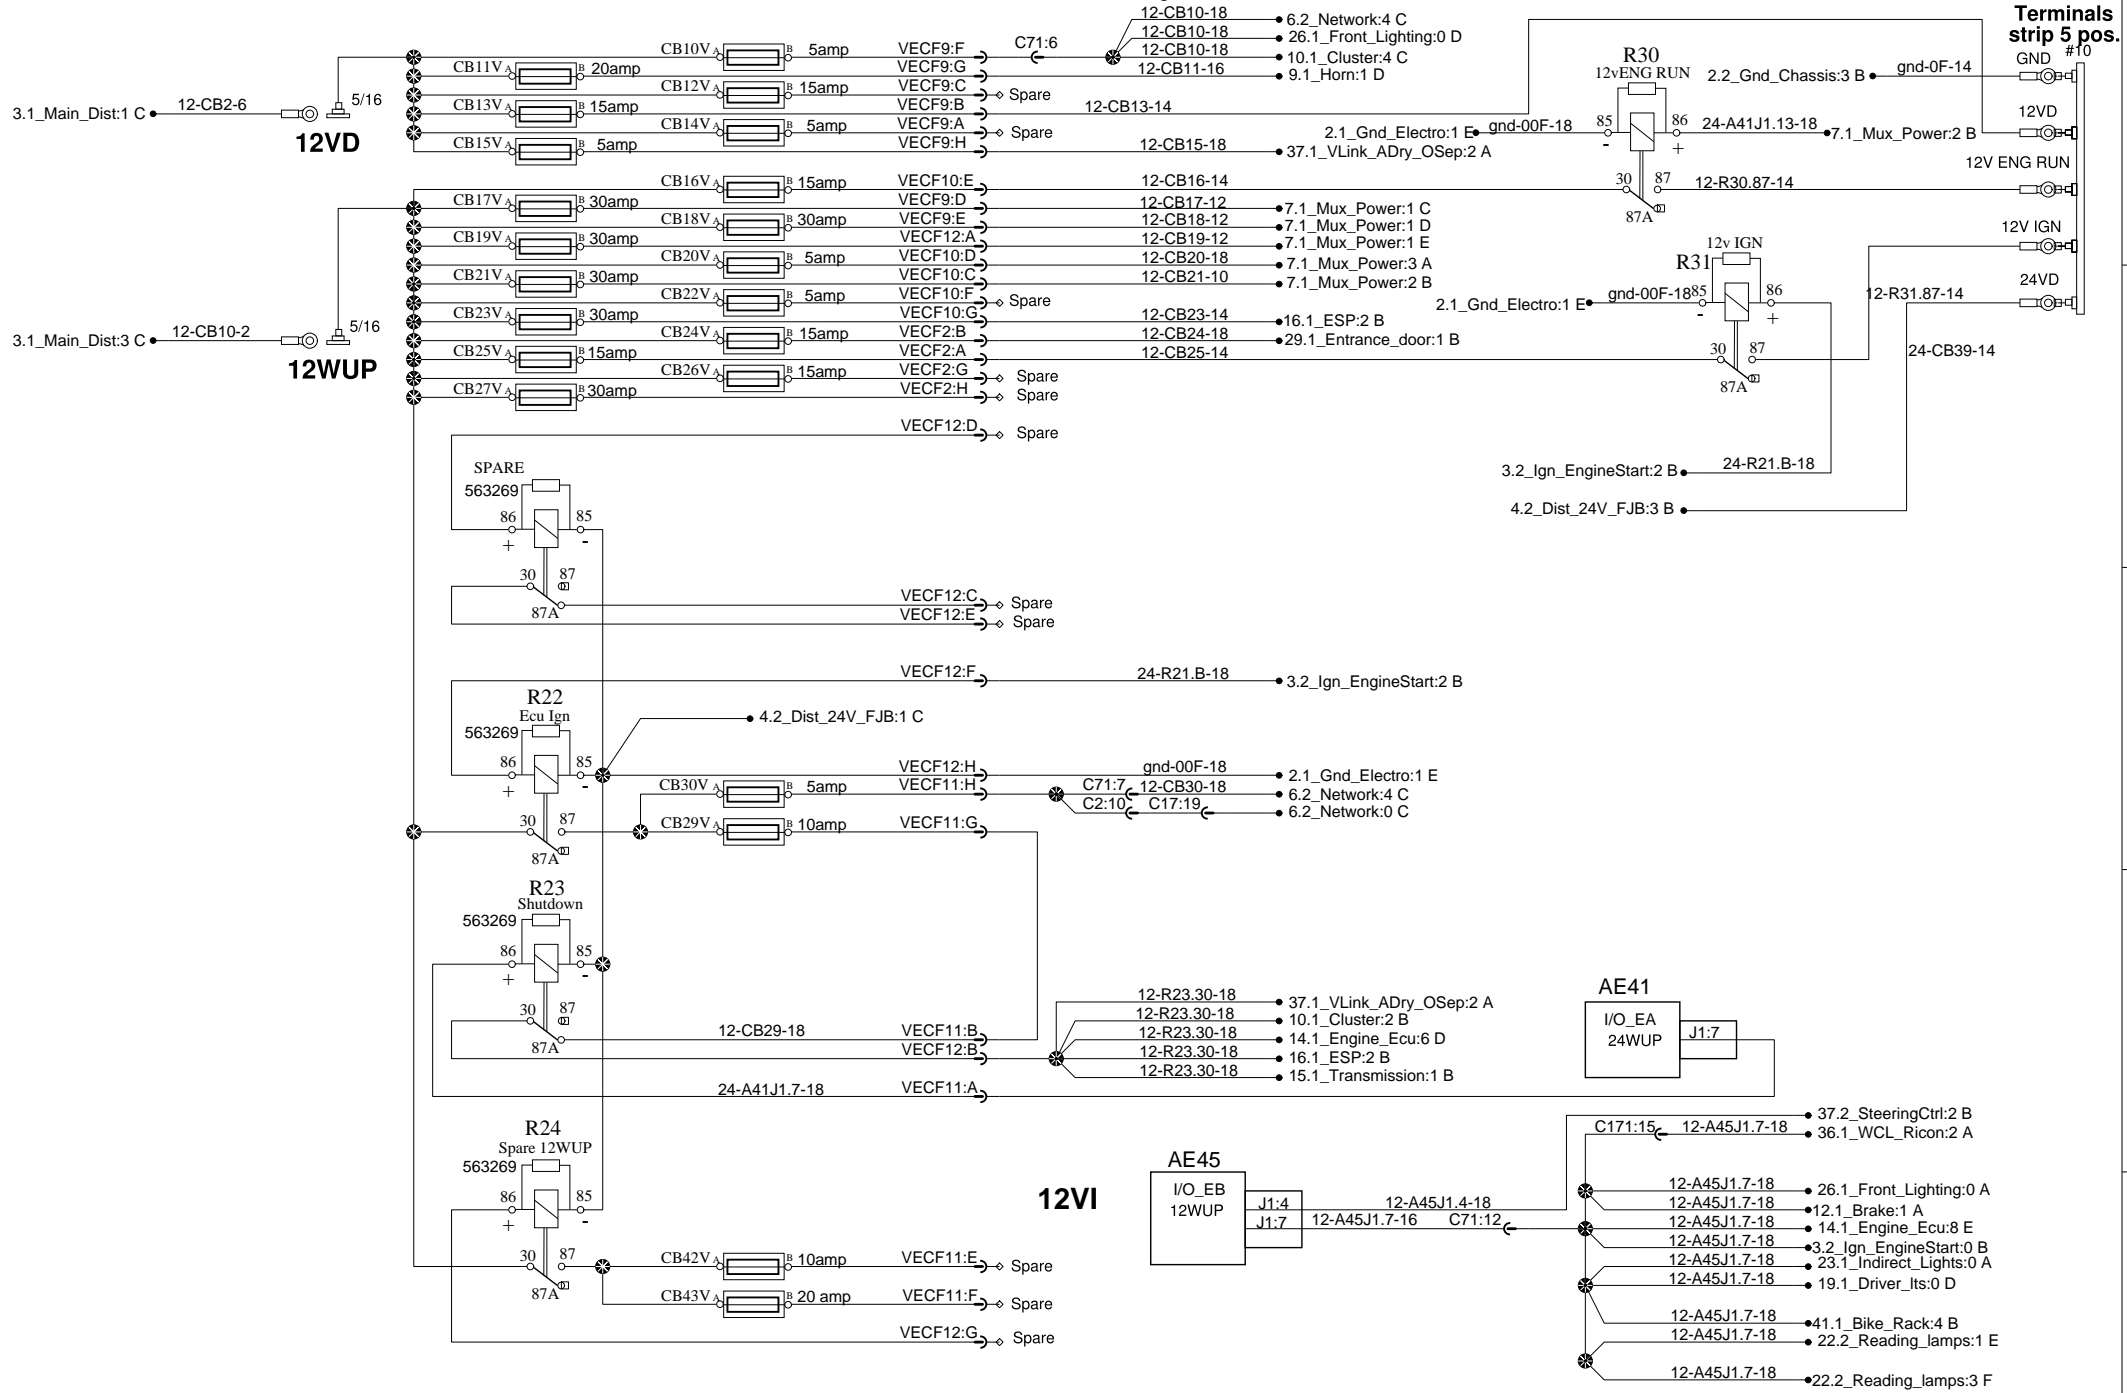 12-CB10-18
6.2_Network:4 C
12-CB10-18
26.1_Front_Lighting:0 D
CB10V A B 5amp VECF9:F C71:6 12-CB10-18 10.1_Cluster:4 C
CB11V A B 20amp VECF9:G 12-CB11-16 9.1_Horn:1 D
CB12V A B 15amp VECF9:C Spare
CB13V A B 15amp VECF9:B 12-CB13-14
CB14V A B 5amp VECF9:A Spare
CB15V A B 5amp VECF9:H 12-CB15-18 37.1_VLink_ADry_OSep:2 A
3.1_Main_Dist:1 C 12-CB2-6 5/16
12VD
CB16V A B 15amp VECF10:E 12-CB16-14
CB17V A B 30amp VECF9:D 12-CB17-12 7.1_Mux_Power:1 C
CB18V A B 30amp VECF9:E 12-CB18-12 7.1_Mux_Power:1 D
CB19V A B 30amp VECF12:A 12-CB19-12 7.1_Mux_Power:1 E
CB20V A B 5amp VECF10:D 12-CB20-18 7.1_Mux_Power:3 A
CB21V A B 30amp VECF10:C 12-CB21-10 7.1_Mux_Power:2 B
CB22V A B 5amp VECF10:F Spare
CB23V A B 30amp VECF10:G 12-CB23-14 16.1_ESP:2 B
CB24V A B 15amp VECF2:B 12-CB24-18 29.1_Entrance_door:1 B
CB25V A B 15amp VECF2:A 12-CB25-14
CB26V A B 15amp VECF2:G Spare
CB27V A B 30amp VECF2:H Spare
3.1_Main_Dist:3 C 12-CB10-2 5/16
12WUP
R30
12vENG RUN
2.1_Gnd_Electro:1 E gnd-00F-18 85 86 24-A41J1.13-18 7.1_Mux_Power:2 B
- +
30 87 12-R30.87-14
87A
Terminals
strip 5 pos.
#10
GND
2.2_Gnd_Chassis:3 B gnd-0F-14
12VD
12V ENG RUN
12V IGN
24VD
12v IGN
R31
2.1_Gnd_Electro:1 E gnd-00F-18 85 86
- +
30 87
87A
12-R31.87-14
24-CB39-14
3.2_Ign_EngineStart:2 B 24-R21.B-18
4.2_Dist_24V_FJB:3 B
VECF12:D Spare
SPARE
563269
86 85
+ -
30 87
87A
VECF12:C Spare
VECF12:E Spare
VECF12:F 24-R21.B-18 3.2_Ign_EngineStart:2 B
R22
Ecu Ign
563269
4.2_Dist_24V_FJB:1 C
86 85 VECF12:H gnd-00F-18 2.1_Gnd_Electro:1 E
+ -
CB30V A B 5amp VECF11:H C71:7 12-CB30-18 6.2_Network:4 C
C2:10 C17:19 6.2_Network:0 C
30 87 CB29V A B 10amp VECF11:G
87A
R23
Shutdown
563269
86 85
+ -
30 87
87A
12-CB29-18 VECF11:B
VECF12:B
12-R23.30-18 37.1_VLink_ADry_OSep:2 A
12-R23.30-18 10.1_Cluster:2 B
12-R23.30-18 14.1_Engine_Ecu:6 D
12-R23.30-18 16.1_ESP:2 B
12-R23.30-18 15.1_Transmission:1 B
24-A41J1.7-18 VECF11:A
AE41
I/O_EA
24WUP
J1:7
R24
Spare 12WUP
563269
86 85
+ -
30 87
87A
CB42V A B 10amp VECF11:E Spare
CB43V A B 20 amp VECF11:F Spare
VECF12:G Spare
12VI
AE45
I/O_EB
12WUP
J1:4 12-A45J1.4-18
J1:7 12-A45J1.7-16 C71:12
37.2_SteeringCtrl:2 B
C171:15 12-A45J1.7-18 36.1_WCL_Ricon:2 A
12-A45J1.7-18 26.1_Front_Lighting:0 A
12-A45J1.7-18 12.1_Brake:1 A
12-A45J1.7-18 14.1_Engine_Ecu:8 E
12-A45J1.7-18 3.2_Ign_EngineStart:0 B
12-A45J1.7-18 23.1_Indirect_Lights:0 A
12-A45J1.7-18 19.1_Driver_lts:0 D
12-A45J1.7-18 41.1_Bike_Rack:4 B
12-A45J1.7-18 22.2_Reading_lamps:1 E
12-A45J1.7-18 22.2_Reading_lamps:3 F